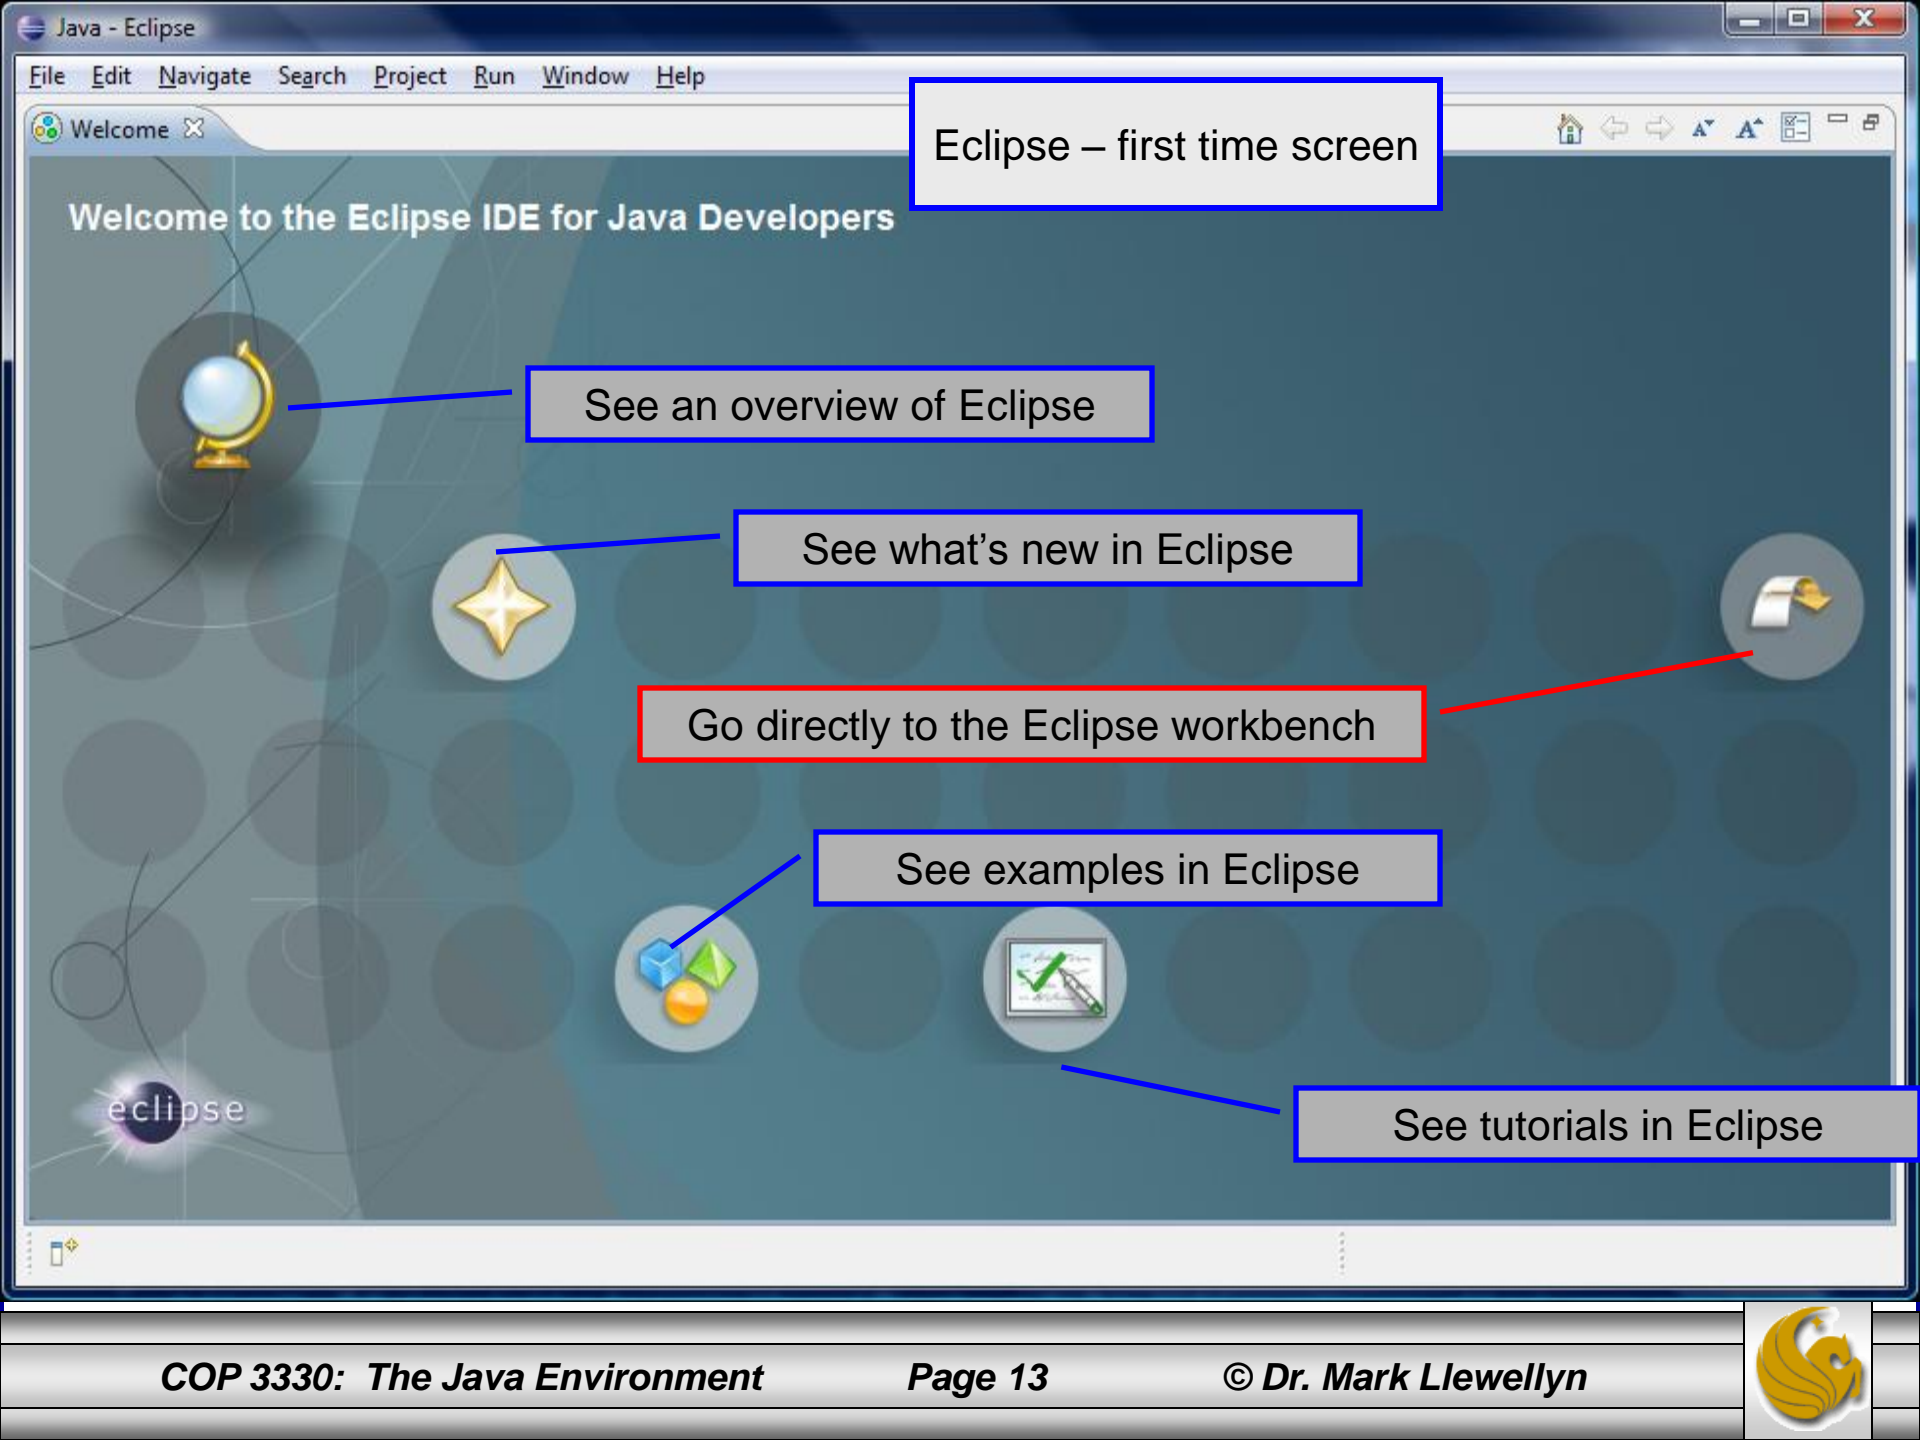 Java - Eclipse
File Edit Navigate Search Project Run Window Help
Welcome
Eclipse – first time screen
Welcome to the Eclipse IDE for Java Developers
See an overview of Eclipse
See what’s new in Eclipse
Go directly to the Eclipse workbench
See examples in Eclipse
eclipse
See tutorials in Eclipse
COP 3330: The Java Environment Page 13 © Dr. Mark Llewellyn